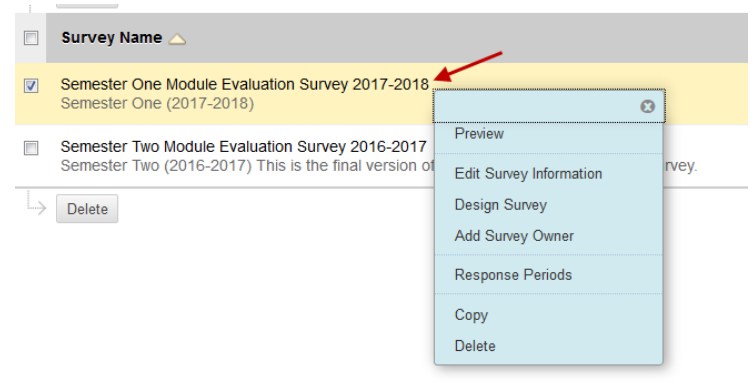 Survey Name
Semester One Module Evaluation Survey 2017-2018
Semester One (2017-2018)
Semester Two Module Evaluation Survey 2016-2017
Semester Two (2016-2017) This is the final version of rvey.
Delete
Preview
Edit Survey Information
Design Survey
Add Survey Owner
Response Periods
Copy
Delete